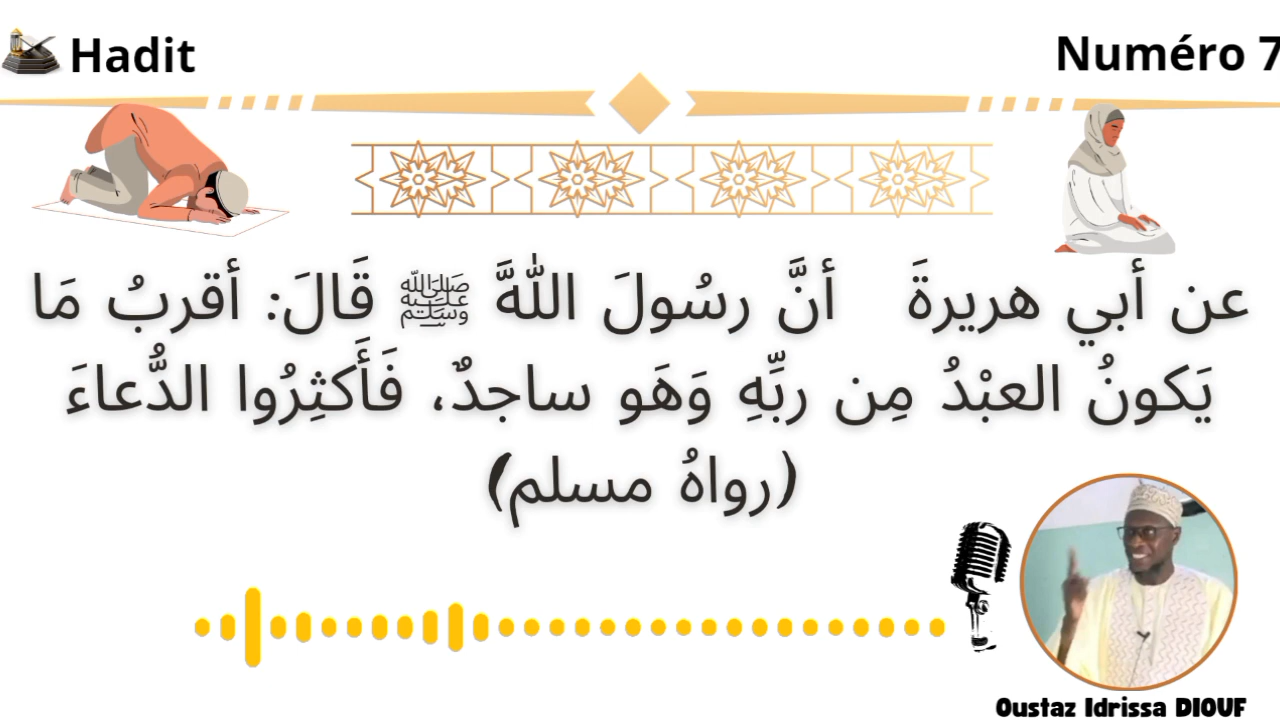 Hadit
Numéro 7
عن أبي هريرةَ أنَّ رسُولَ اللهَّ ﷺ قَالَ: أقربُ مَا
يَكونُ العبْدُ مِن ربِّهِ وَهَو ساجدٌ، فَأَكثِرُوا الدُّعاءَ
(رواهُ مسلم)
Oustaz Idrissa DIOUF